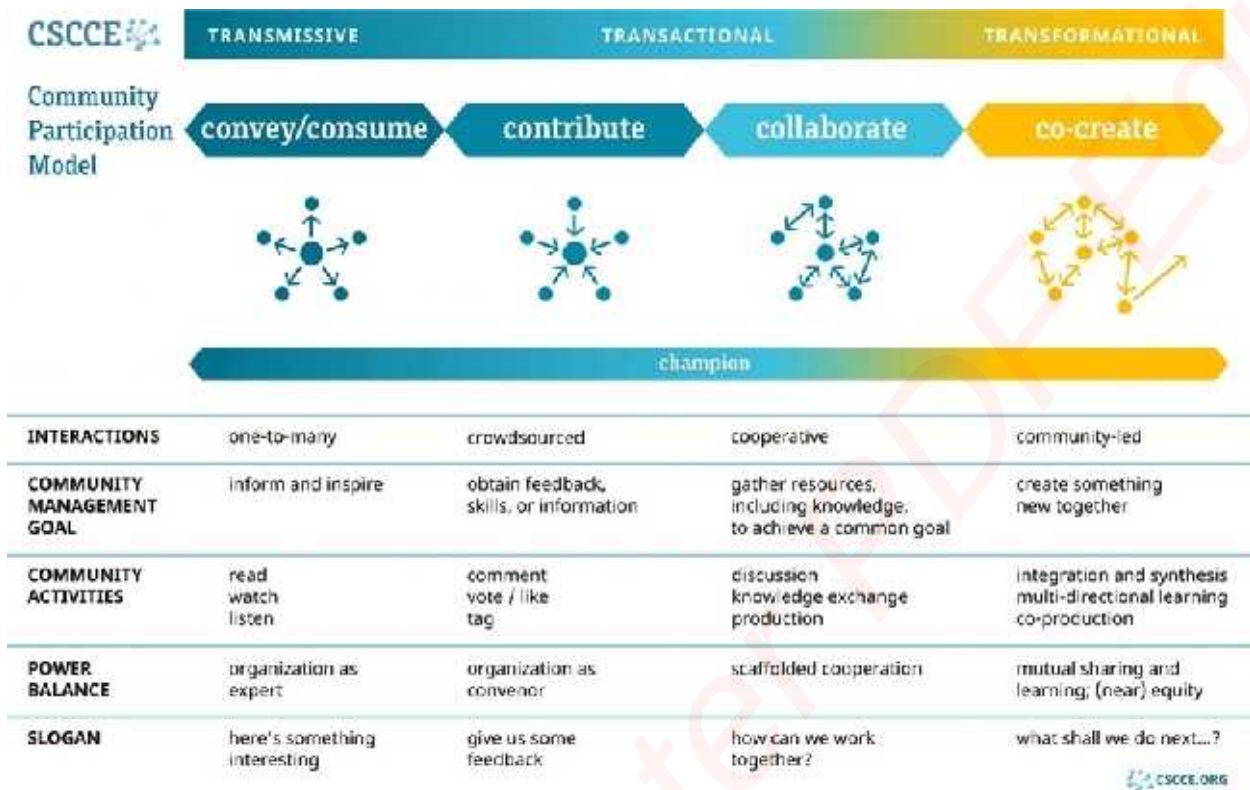 CSCCE
TRANSMISSIVE
TRANSACTIONAL
TRANSFORMATIONAL
Community
Participation
Model
convey/consume
contribute
collaborate
co-create
champion
INTERACTIONS
one-to-many
crowdsourced
cooperative
community-led
COMMUNITY
MANAGEMENT
GOAL
inform and inspire
obtain feedback,
skills, or information
gather resources,
including knowledge,
to achieve a common goal
create something
new together
COMMUNITY
ACTIVITIES
read
watch
listen
comment
vote / like
tag
discussion
knowledge exchange
production
integration and synthesis
multi-directional learning
co-production
POWER
BALANCE
organization as
expert
organization as
convenor
scaffolded cooperation
mutual sharing and
learning; (near) equity
SLOGAN
here's something
interesting
give us some
feedback
how can we work
together?
what shall we do next...?
CSCCE.ORG